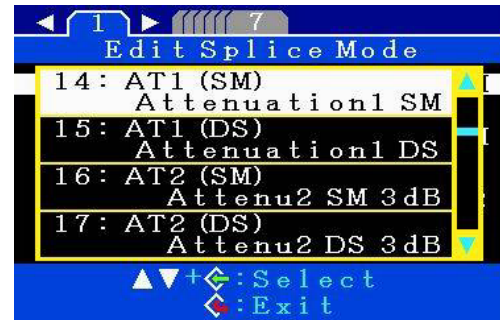 1 7
Edit Splice Mode
14: AT1 (SM)
Attenuation1 SM
15: AT1 (DS)
Attenuation1 DS
16: AT2 (SM)
Attenu2 SM 3dB
17: AT2 (DS)
Attenu2 DS 3dB
▲▼+ :Select
:Exit